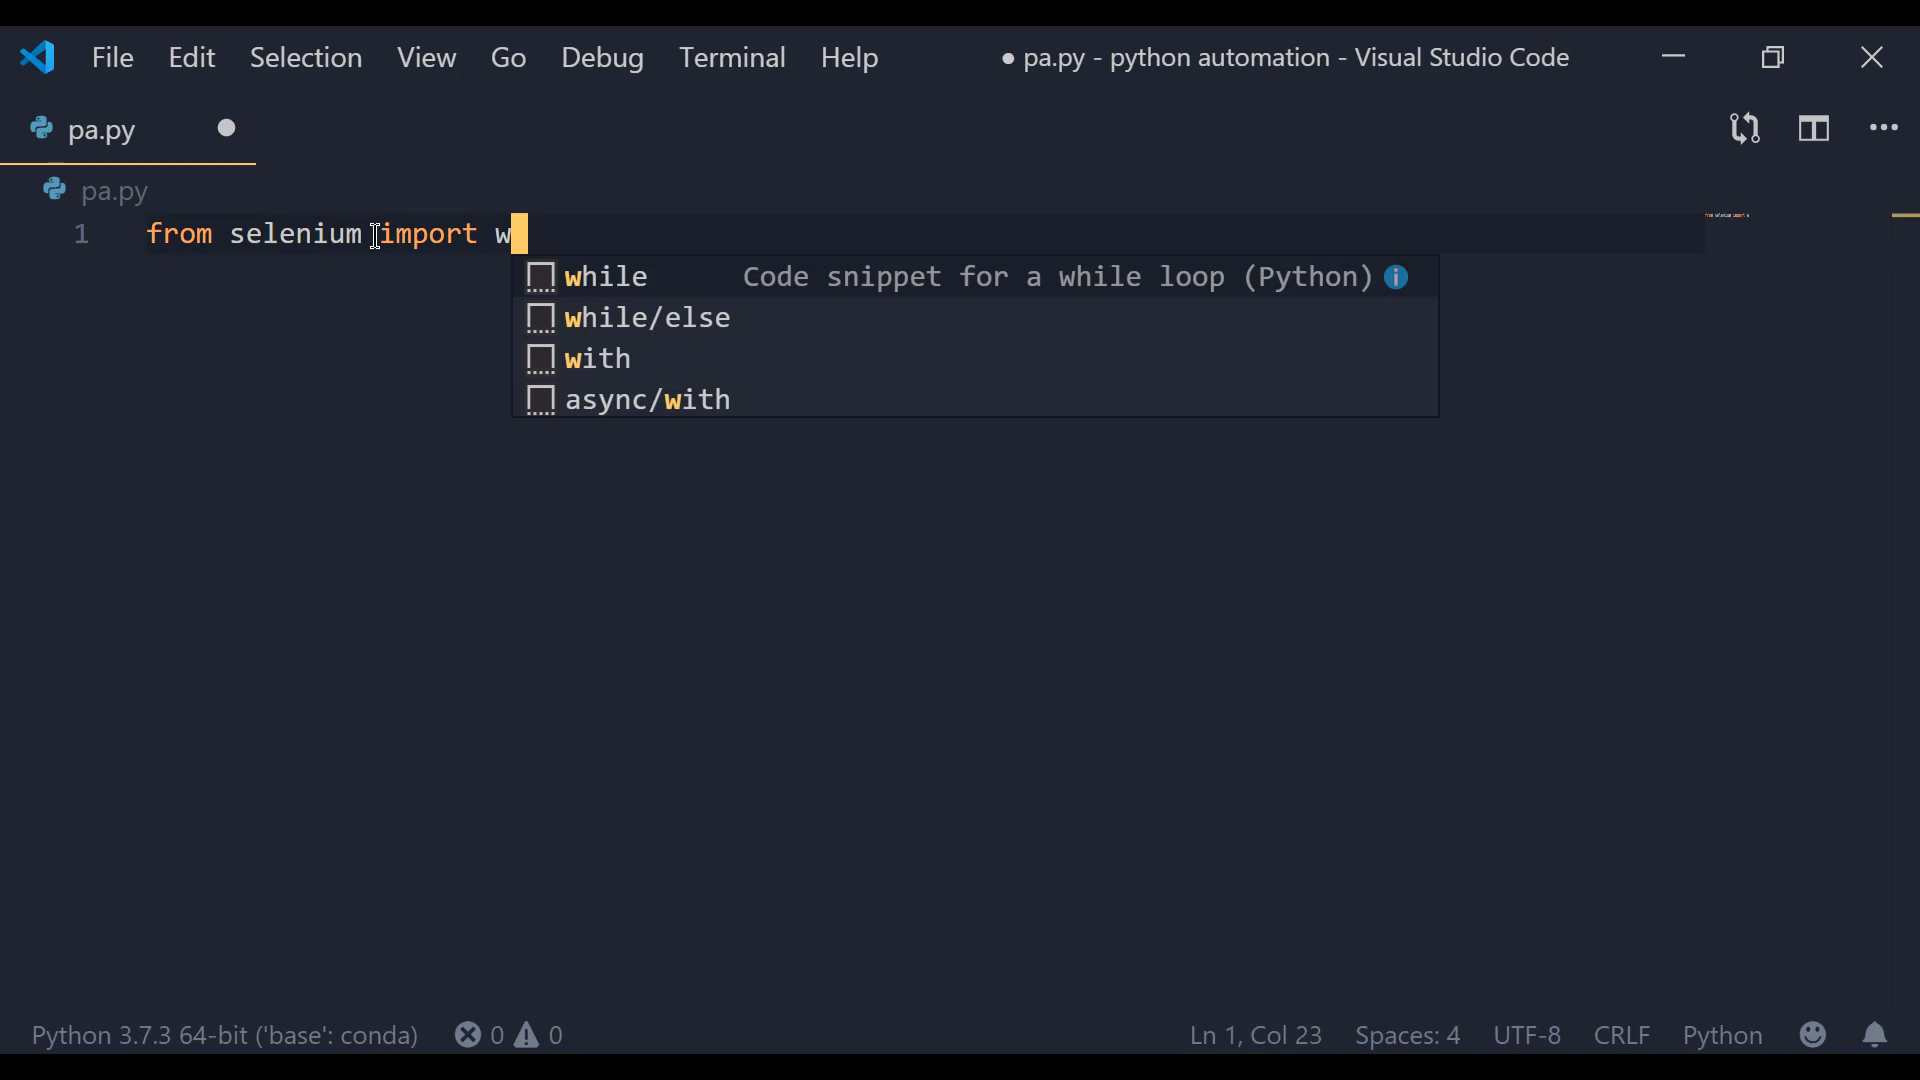 File Edit Selection View Go Debug Terminal Help ● pa.py - python automation - Visual Studio Code
pa.py
pa.py
1 from selenium import w
while Code snippet for a while loop (Python)
while/else
with
async/with
Python 3.7.3 64-bit ('base': conda) 0 0 Ln 1, Col 23 Spaces: 4 UTF-8 CRLF Python